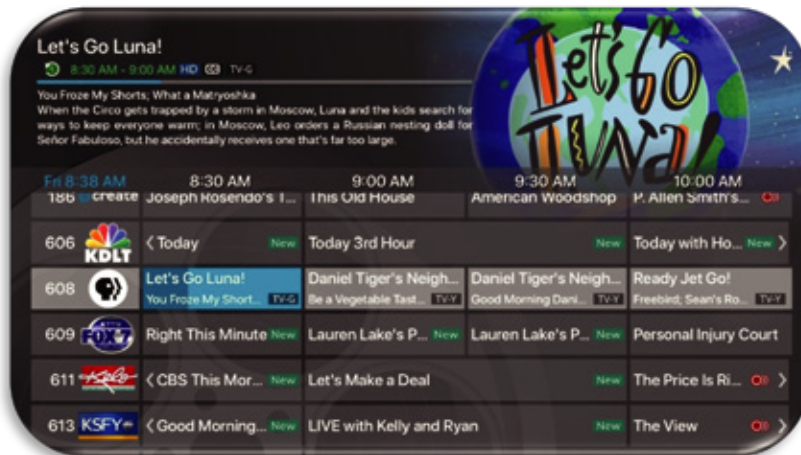 Let's Go Luna!
8:30 AM - 9:00 AM HD CC TV-G
You Froze My Shorts; What a Matryoshka
When the Circo gets trapped by a storm in Moscow, Luna and the kids search for
ways to keep everyone warm; in Moscow, Leo orders a Russian nesting doll for
Señor Fabuloso, but he accidentally receives one that's far too large.
Let's Go
Luna!
Fri 8:38 AM 8:30 AM 9:00 AM 9:30 AM 10:00 AM
186 create Joseph Rosendo's T... This Old House American Woodshop P. Allen Smith's...
606 KDLT Today New Today 3rd Hour New Today with Ho... New
608 Let's Go Luna! Daniel Tiger's Neigh... Daniel Tiger's Neigh... Ready Jet Go!
You Froze My Short... TV-G Be a Vegetable Tast... TV-Y Good Morning Dani... TV-Y Freebird; Sean's Ro... TV-Y
609 FOX 7 Right This Minute New Lauren Lake's P... New Lauren Lake's P... New Personal Injury Court
611 Kelo CBS This Mor... New Let's Make a Deal New The Price Is Ri...
613 KSFY Good Morning... New LIVE with Kelly and Ryan New The View